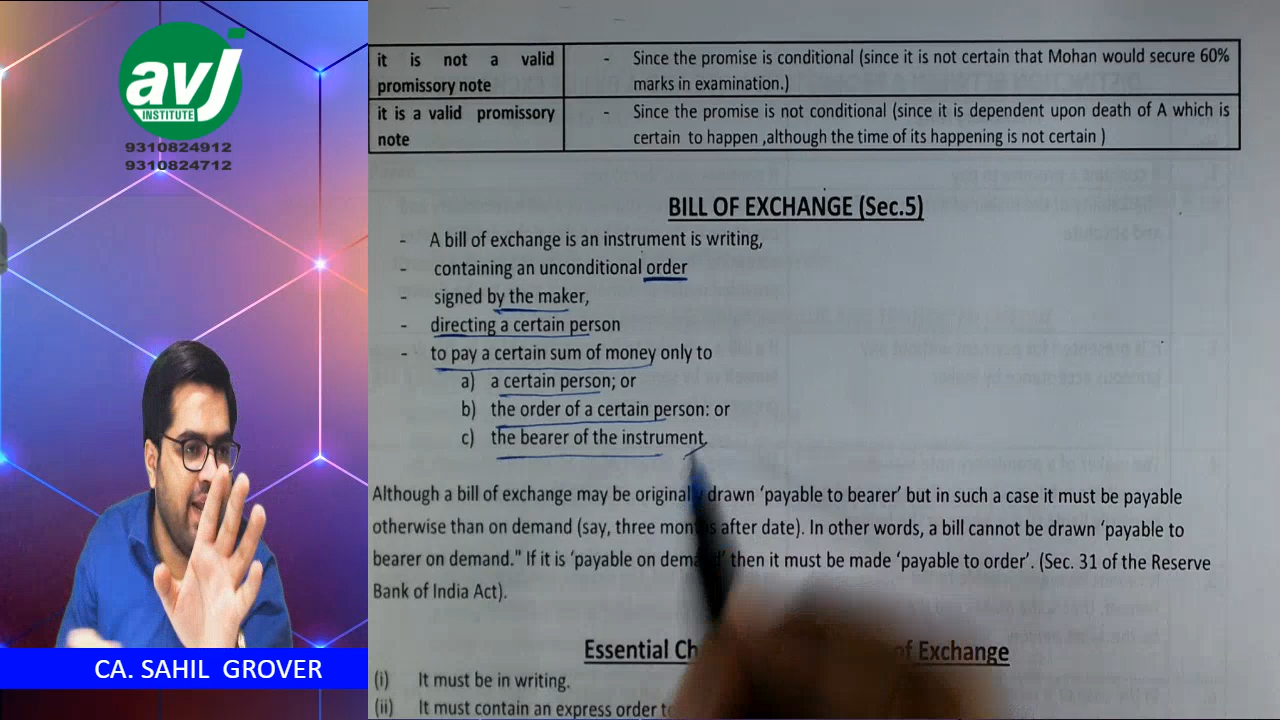 avj
INSTITUTE
9310824912
9310824712
CA. SAHIL GROVER
it is not a valid - Since the promise is conditional (since it is not certain that Mohan would secure 60%
promissory note marks in examination.)
it is a valid promissory - Since the promise is not conditional (since it is dependent upon death of A which is
note certain to happen ,although the time of its happening is not certain )
BILL OF EXCHANGE (Sec.5)
- A bill of exchange is an instrument is writing,
- containing an unconditional order
- signed by the maker,
- directing a certain person
- to pay a certain sum of money only to
a) a certain person; or
b) the order of a certain person: or
c) the bearer of the instrument.
Although a bill of exchange may be originally drawn ‘payable to bearer’ but in such a case it must be payable
otherwise than on demand (say, three months after date). In other words, a bill cannot be drawn ‘payable to
bearer on demand." If it is ‘payable on demand’ then it must be made ‘payable to order’. (Sec. 31 of the Reserve
Bank of India Act).
Essential of Exchange
(i) It must be in writing.
(ii) It must contain an express order